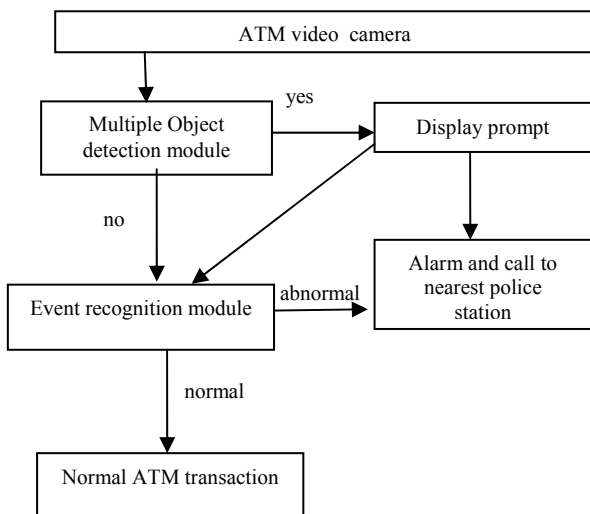 ATM video camera
yes
Multiple Object
detection module
Display prompt
no
Alarm and call to
nearest police
station
Event recognition module
abnormal
normal
Normal ATM transaction